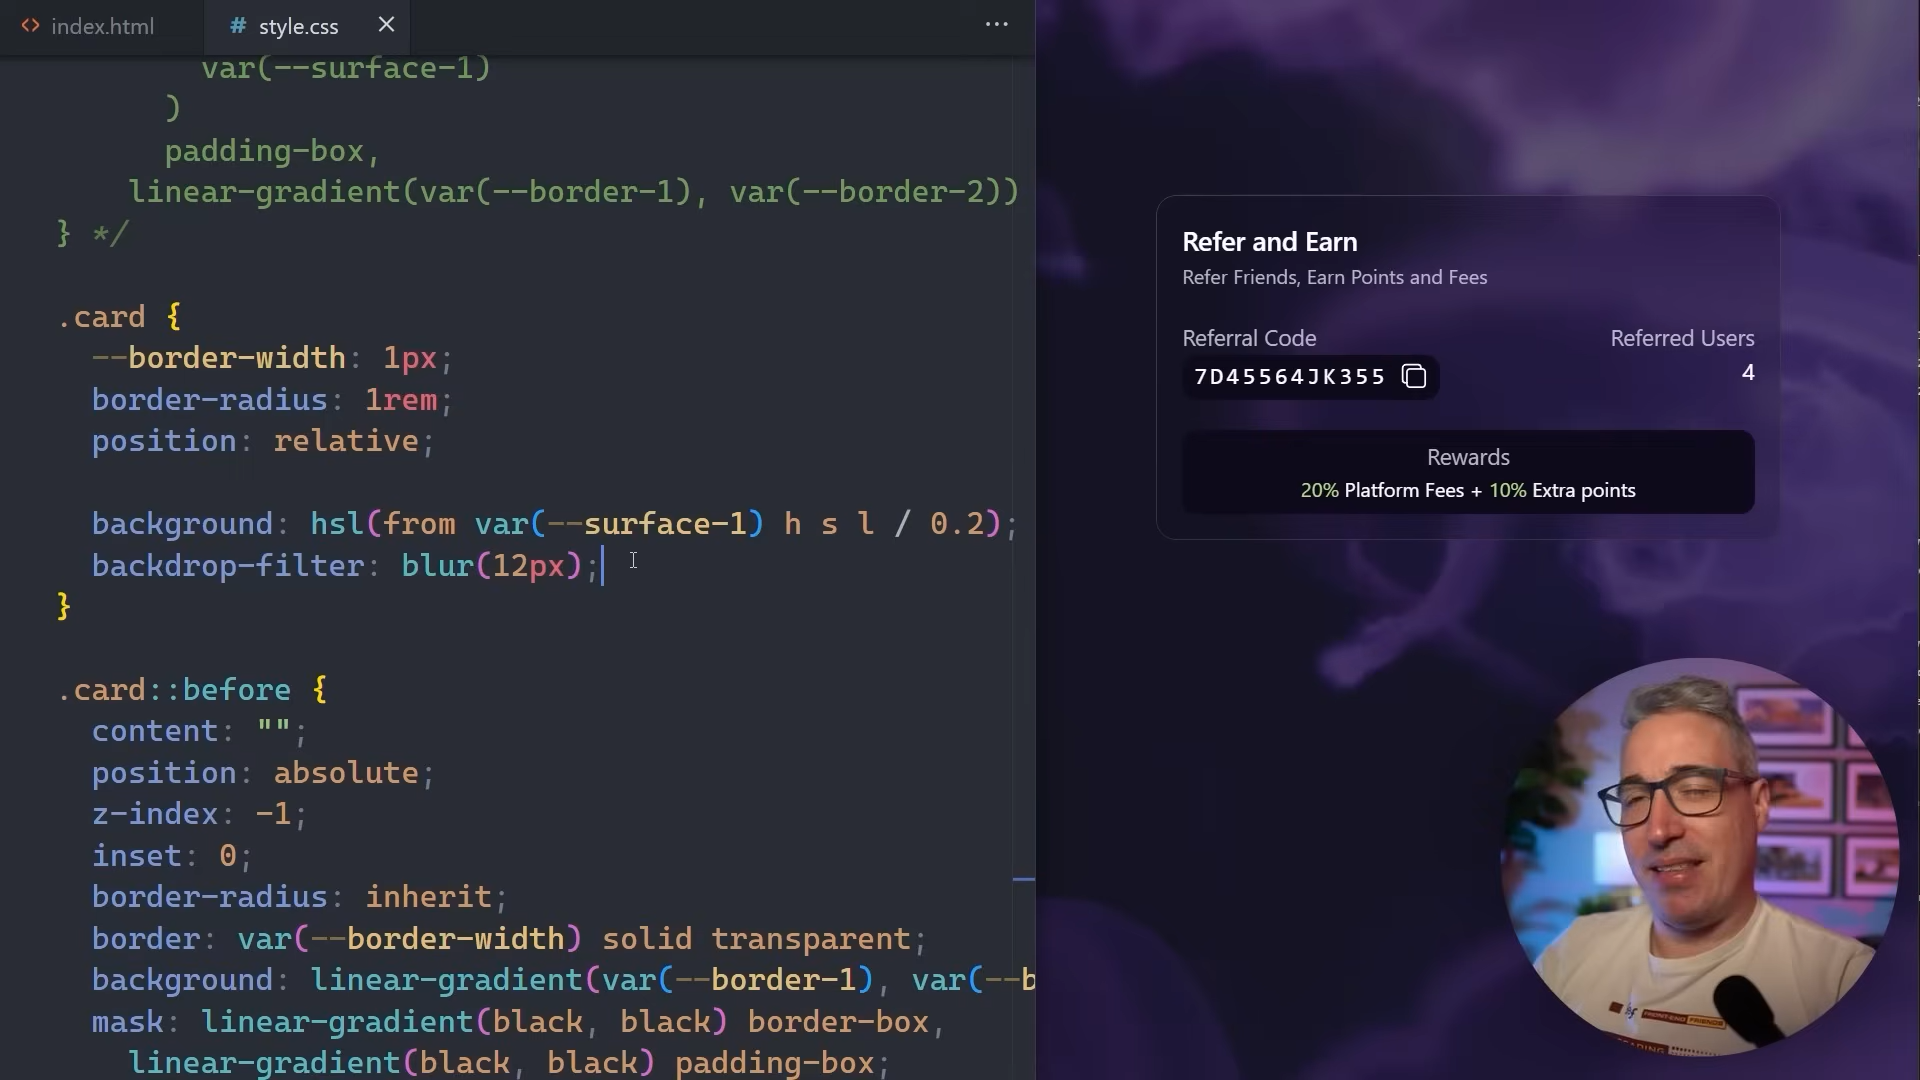 index.html
style.css
var(--surface-1)
)
padding-box,
linear-gradient(var(--border-1), var(--border-2))
} */
.card {
--border-width: 1px;
border-radius: 1rem;
position: relative;
background: hsl(from var(--surface-1) h s l / 0.2);
backdrop-filter: blur(12px);
}
.card::before {
content: "";
position: absolute;
z-index: -1;
inset: 0;
border-radius: inherit;
border: var(--border-width) solid transparent;
background: linear-gradient(var(--border-1), var(--b
mask: linear-gradient(black, black) border-box,
linear-gradient(black, black) padding-box;
Refer and Earn
Refer Friends, Earn Points and Fees
Referral Code
Referred Users
7D45564JK355
4
Rewards
20% Platform Fees + 10% Extra points
FRONT-END
FRIENDS